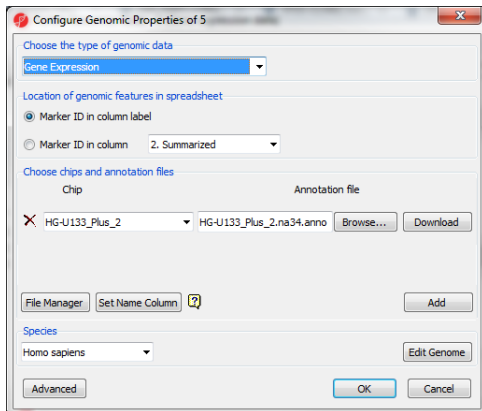 Configure Genomic Properties of 5
Choose the type of genomic data
Gene Expression
Location of genomic features in spreadsheet
Marker ID in column label
Marker ID in column 2. Summarized
Choose chips and annotation files
Chip Annotation file
HG-U133_Plus_2 HG-U133_Plus_2.na34.anno Browse... Download
File Manager Set Name Column ? Add
Species
Homo sapiens Edit Genome
Advanced OK Cancel